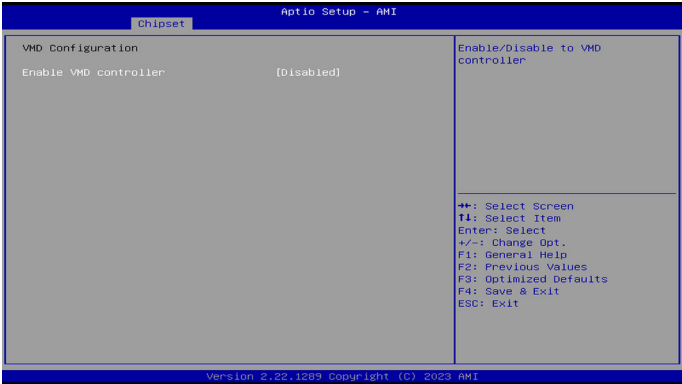 Aptio Setup – AMI
Chipset
VMD Configuration
Enable VMD controller [Disabled]
Enable/Disable to VMD
controller
→←: Select Screen
↑↓: Select Item
Enter: Select
+/-: Change Opt.
F1: General Help
F2: Previous Values
F3: Optimized Defaults
F4: Save & Exit
ESC: Exit
Version 2.22.1289 Copyright (C) 2023 AMI